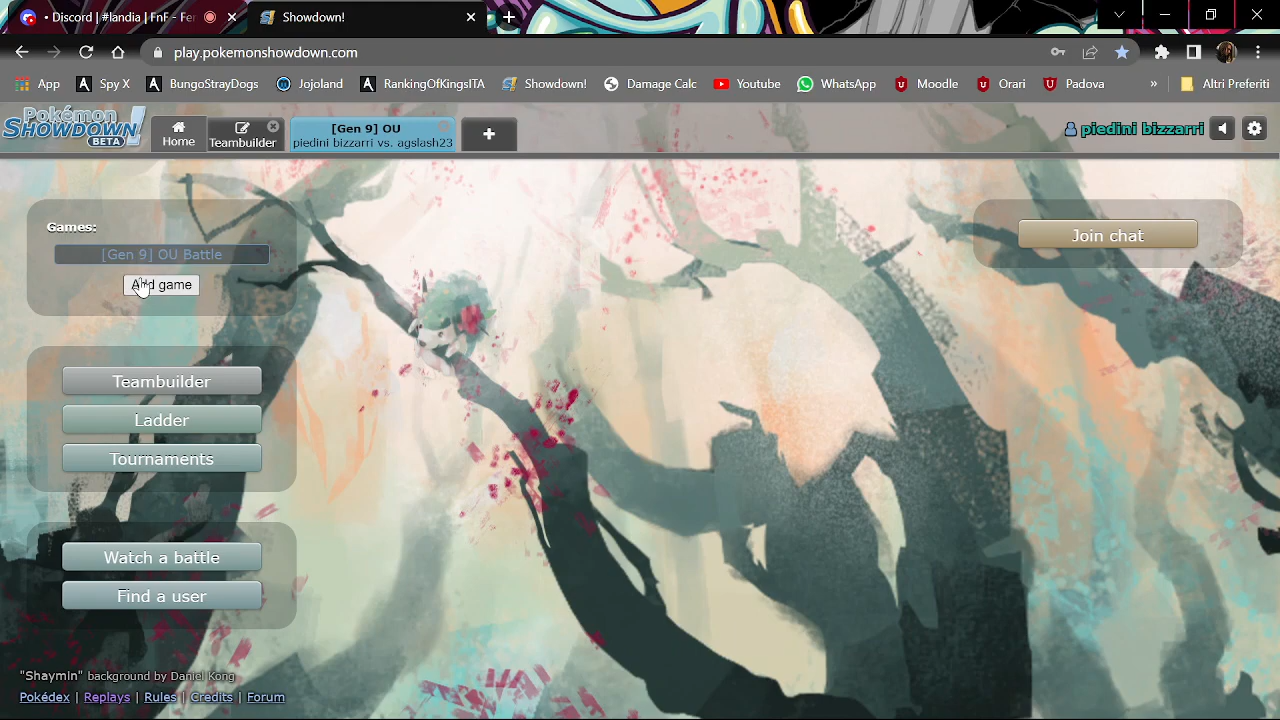 • Discord | #landia | FnF - Fer
Showdown!
play.pokemonshowdown.com
App
Spy X
BungoStrayDogs
Jojoland
RankingOfKingsITA
Showdown!
Damage Calc
Youtube
WhatsApp
Moodle
Orari
Padova
»
Altri Preferiti
Pokémon
SHOWDOWN!
BETA
Home
Teambuilder
[Gen 9] OU
piedini bizzarri vs. agslash23
piedini bizzarri
Games:
[Gen 9] OU Battle
Add game
Join chat
Teambuilder
Ladder
Tournaments
Watch a battle
Find a user
"Shaymin" background by Daniel Kong
Pokédex | Replays | Rules | Credits | Forum